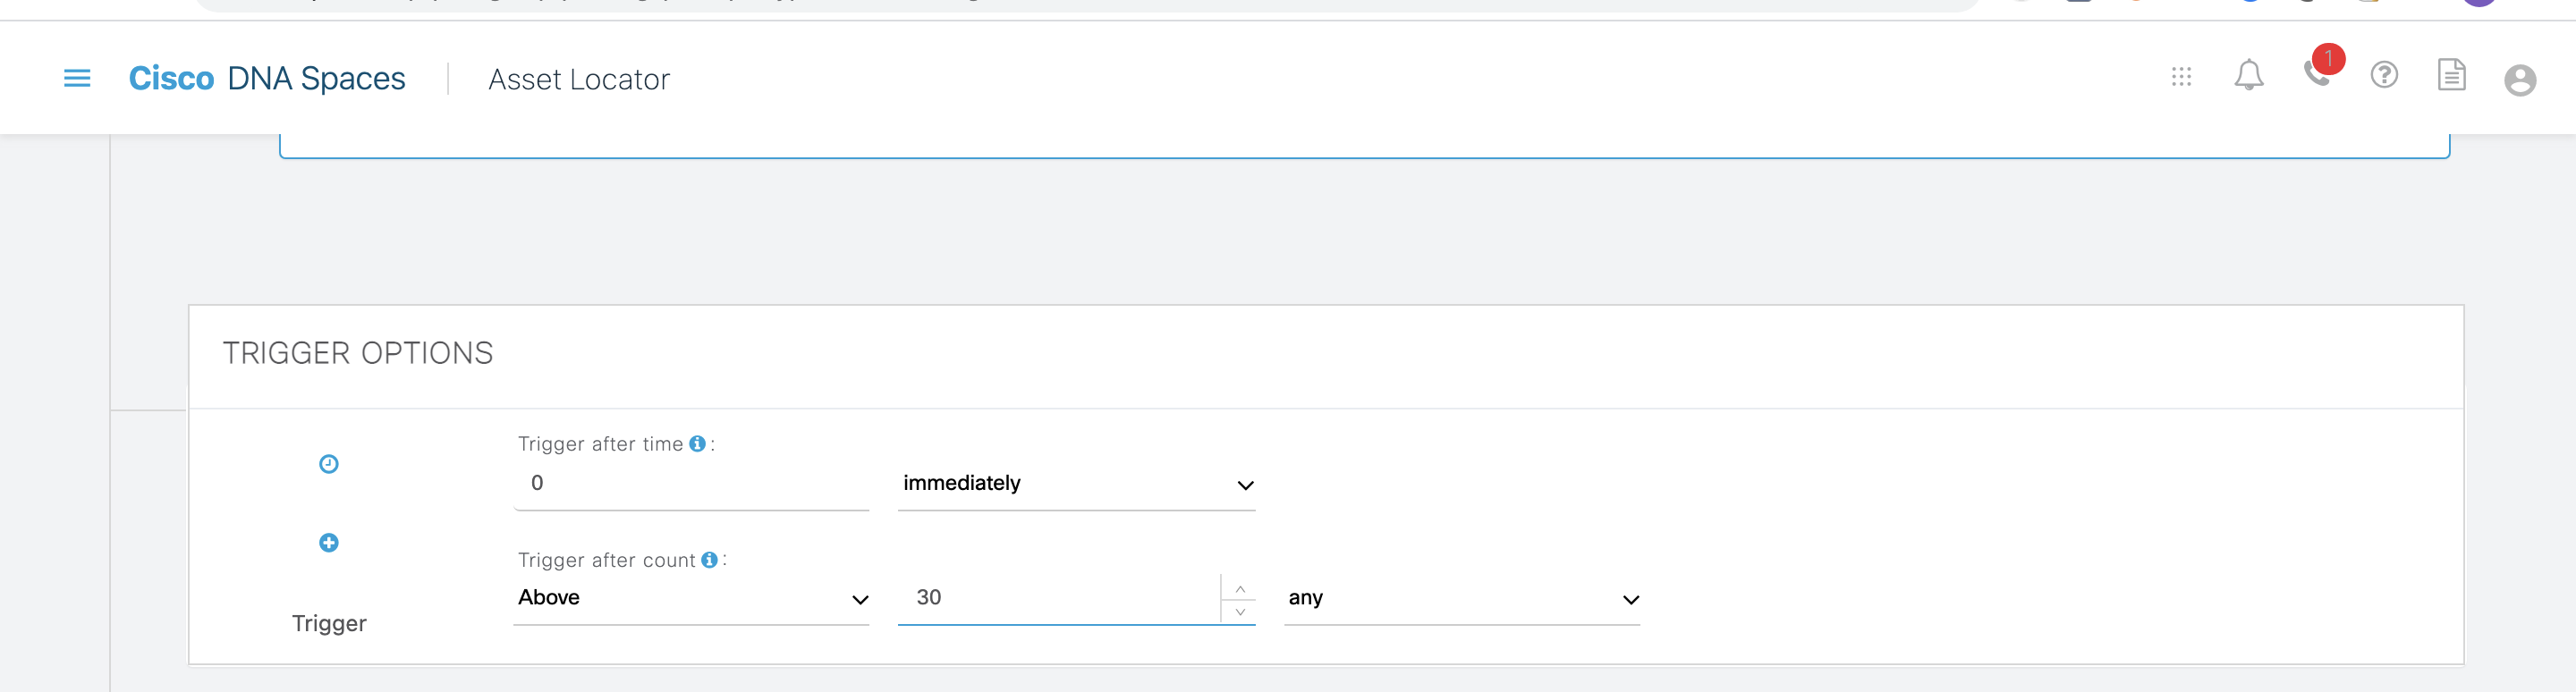 Cisco DNA Spaces Asset Locator 1
TRIGGER OPTIONS
Trigger after time :
0 immediately
Trigger after count :
Above 30 any
Trigger